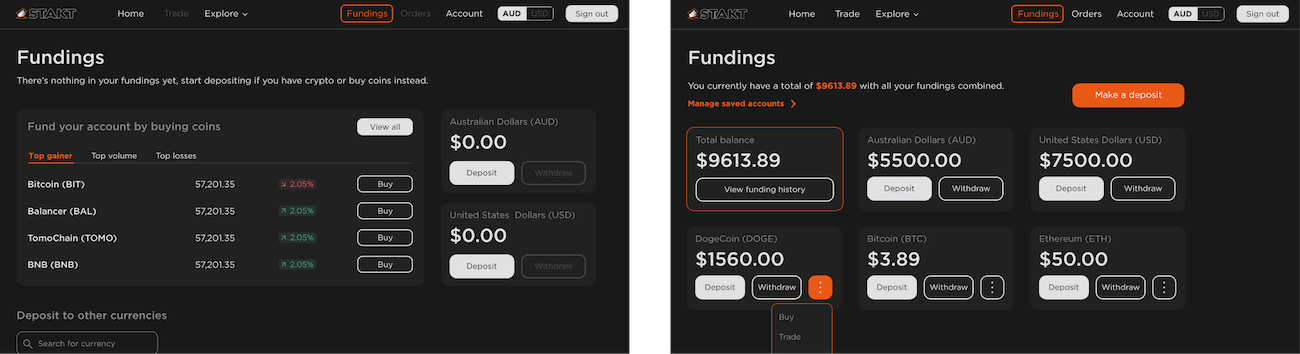 STAKT
Home Trade Explore Fundings Orders Account AUD USD Sign out
Fundings
There's nothing in your fundings yet, start depositing if you have crypto or buy coins instead.
Fund your account by buying coins View all
Top gainer Top volume Top losses
Bitcoin (BIT) 57,201.35 2.05% Buy
Balancer (BAL) 57,201.35 2.05% Buy
TomoChain (TOMO) 57,201.35 2.05% Buy
BNB (BNB) 57,201.35 2.05% Buy
Australian Dollars (AUD)
$0.00
Deposit Withdraw
United States Dollars (USD)
$0.00
Deposit Withdraw
Deposit to other currencies
Search for currency
STAKT
Home Trade Explore Fundings Orders Account AUD USD Sign out
Fundings
You currently have a total of $9613.89 with all your fundings combined.
Manage saved accounts
Make a deposit
Total balance
$9613.89
View funding history
Australian Dollars (AUD)
$5500.00
Deposit Withdraw
United States Dollars (USD)
$7500.00
Deposit Withdraw
DogeCoin (DOGE)
$1560.00
Deposit Withdraw
Buy
Trade
Bitcoin (BTC)
$3.89
Deposit Withdraw
Ethereum (ETH)
$50.00
Deposit Withdraw